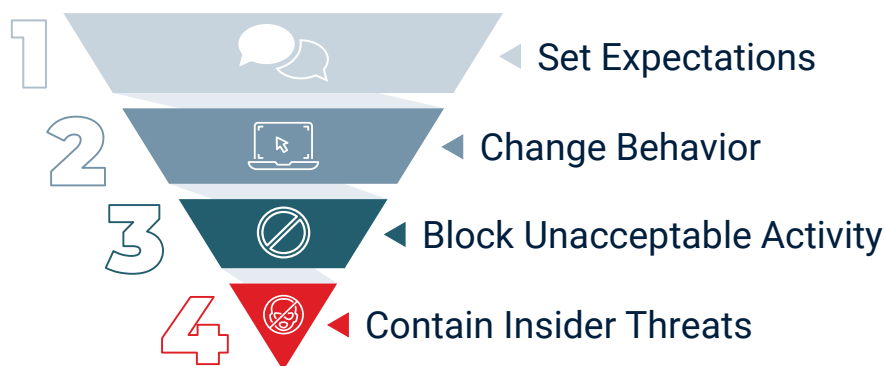 1 Set Expectations
2 Change Behavior
3 Block Unacceptable Activity
4 Contain Insider Threats